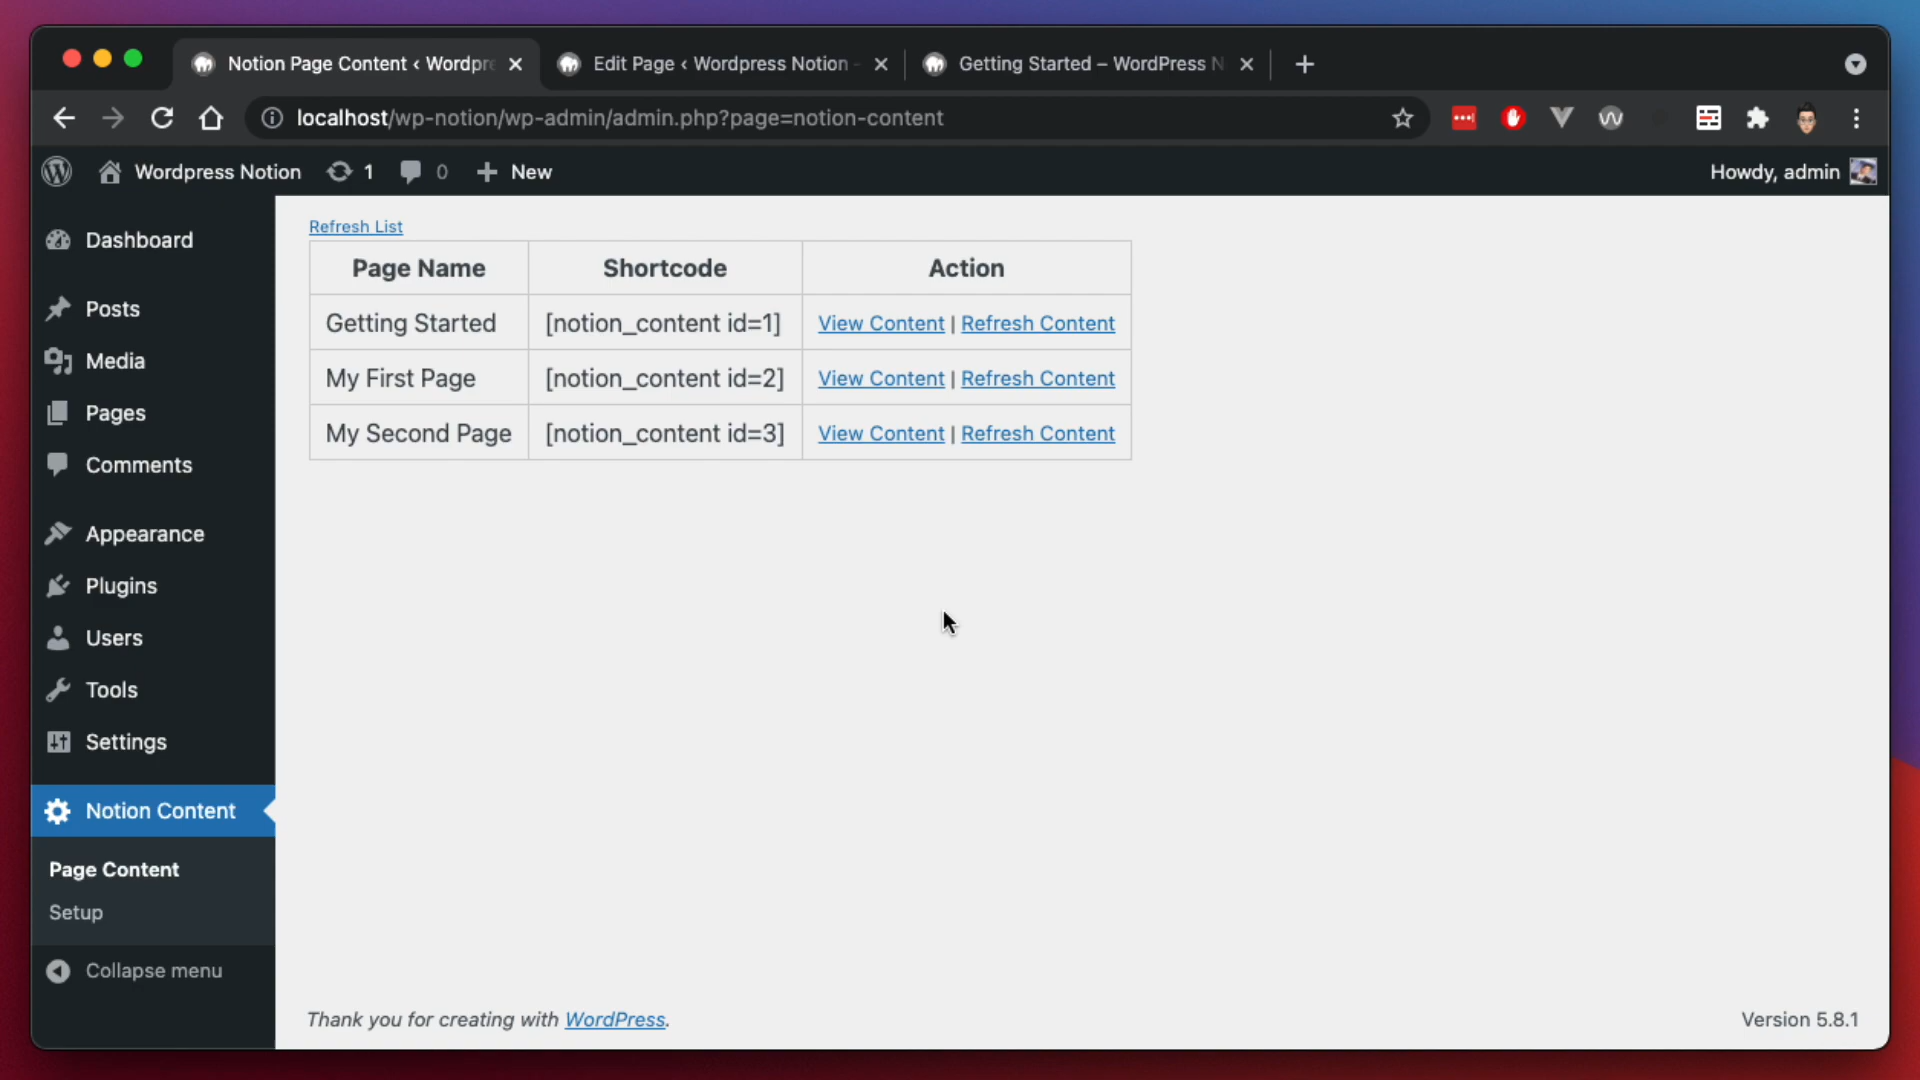 Notion Page Content ‹ Wordpre
Edit Page ‹ Wordpress Notion -
Getting Started – WordPress N
localhost/wp-notion/wp-admin/admin.php?page=notion-content
Wordpress Notion 1 0 New
Howdy, admin
Dashboard
Posts
Media
Pages
Comments
Appearance
Plugins
Users
Tools
Settings
Notion Content
Page Content
Setup
Collapse menu
Refresh List
Page Name Shortcode Action
Getting Started [notion_content id=1] View Content | Refresh Content
My First Page [notion_content id=2] View Content | Refresh Content
My Second Page [notion_content id=3] View Content | Refresh Content
Thank you for creating with WordPress.
Version 5.8.1